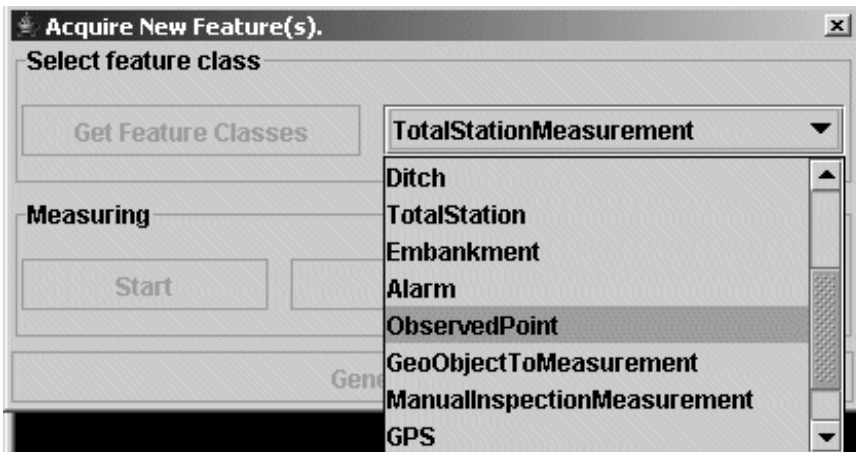 Acquire New Feature(s).
Select feature class
Get Feature Classes
TotalStationMeasurement
Ditch
TotalStation
Embankment
Alarm
ObservedPoint
GeoObjectToMeasurement
ManualInspectionMeasurement
GPS
Measuring
Start